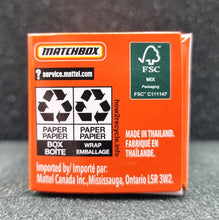 MATCHBOX
service.mattel.com
FSC
MIX
Packaging
FSC® C111147
PAPER
PAPIER
BOX
BOÎTE
PAPER
PAPIER
WRAP
EMBALLAGE
how2recycle.info
MADE IN THAILAND.
FABRIQUÉ EN
THAÏLANDE.
Imported by/ Importé par:
Mattel Canada Inc., Mississauga, Ontario L5R 3W2.